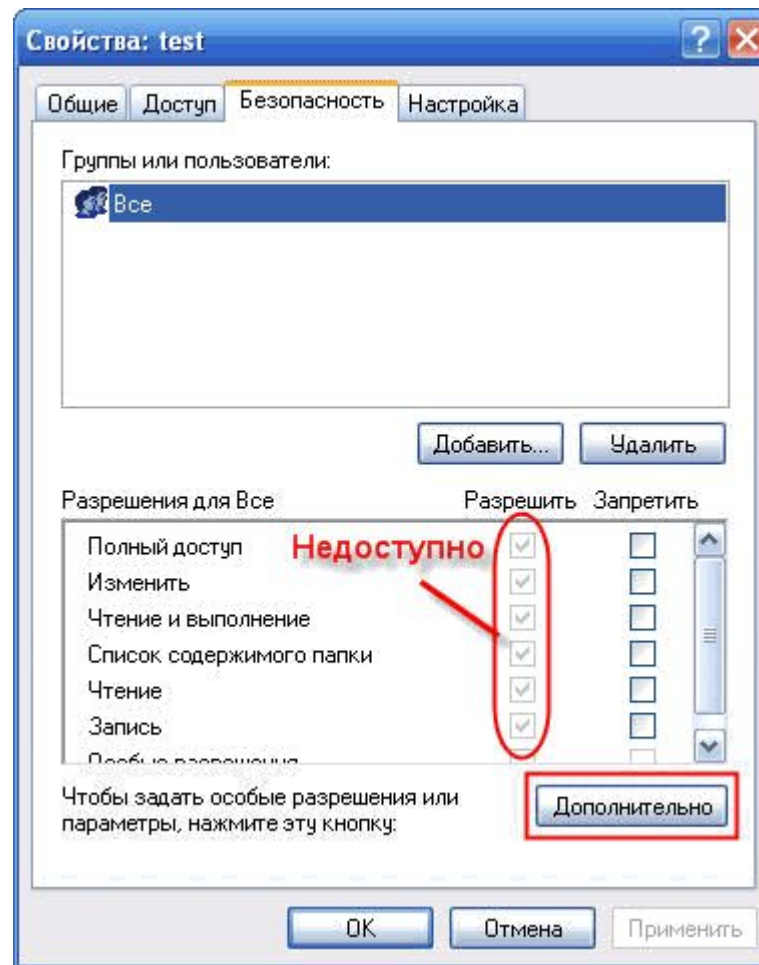 Свойства: test
Общие Доступ Безопасность Настройка
Группы или пользователи:
Все
Добавить... Удалить
Разрешения для Все Разрешить Запретить
Полный доступ Недоступно
Изменить
Чтение и выполнение
Список содержимого папки
Чтение
Запись
Особые разрешения
Чтобы задать особые разрешения или
параметры, нажмите эту кнопку:
Дополнительно
OK Отмена Применить